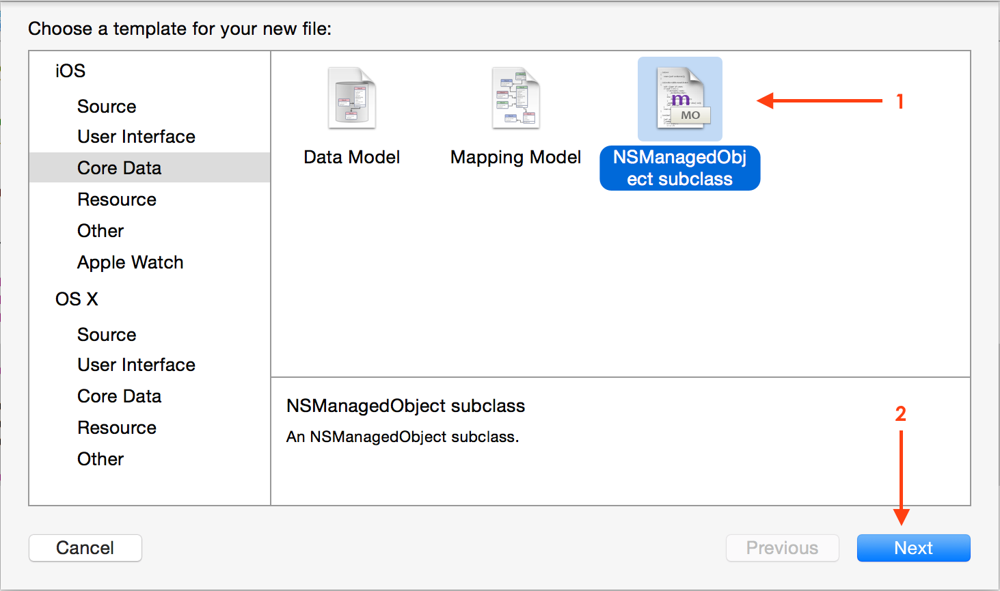 Choose a template for your new file:
iOS
Source
User Interface
Core Data
Resource
Other
Apple Watch
OS X
Source
User Interface
Core Data
Resource
Other
m
MO
Data Model
Mapping Model
NSManagedObj
ect subclass
1
NSManagedObject subclass
An NSManagedObject subclass.
2
Cancel
Previous
Next